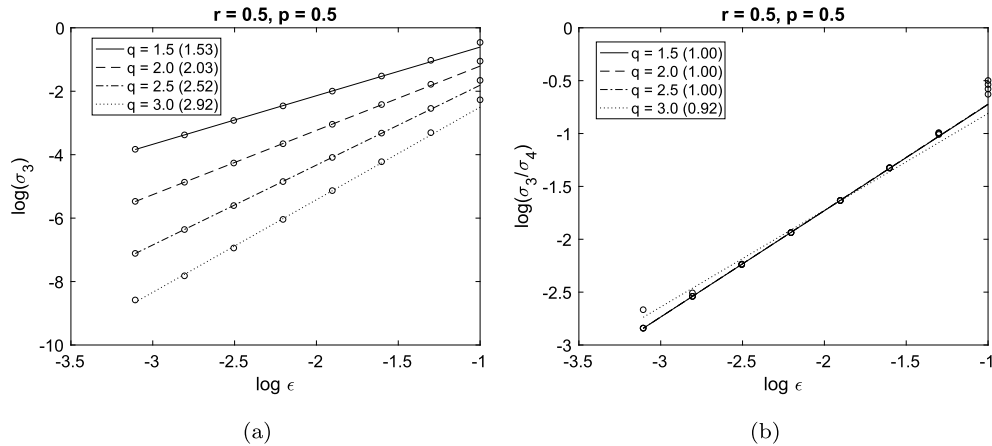 r = 0.5, p = 0.5
0
-2
-4
-6
-8
-10
log(σ3)
q = 1.5 (1.53)
q = 2.0 (2.03)
q = 2.5 (2.52)
q = 3.0 (2.92)
-3.5 -3 -2.5 -2 -1.5 -1
log ϵ
(a)
r = 0.5, p = 0.5
0
-0.5
-1
-1.5
-2
-2.5
-3
log(σ3/σ4)
q = 1.5 (1.00)
q = 2.0 (1.00)
q = 2.5 (1.00)
q = 3.0 (0.92)
-3.5 -3 -2.5 -2 -1.5 -1
log ϵ
(b)